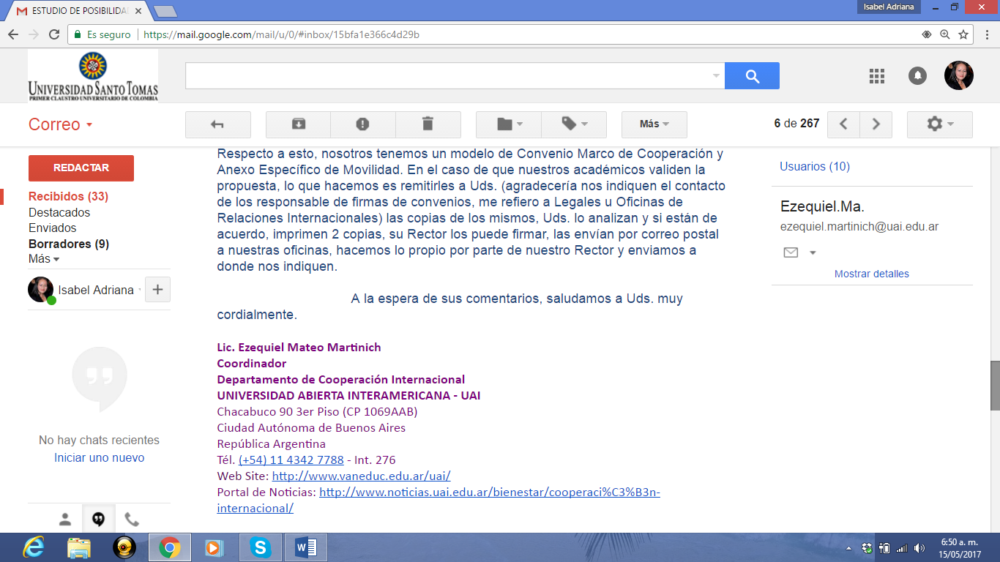 ESTUDIO DE POSIBILIDA
Isabel Adriana
Es seguro
https://mail.google.com/mail/u/0/#inbox/15bfa1e366c4d29b
UNIVERSIDAD SANTO TOMAS
PRIMER CLAUSTRO UNIVERSITARIO DE COLOMBIA
Correo
Más
6 de 267
REDACTAR
Recibidos (33)
Destacados
Enviados
Borradores (9)
Más
Isabel Adriana
No hay chats recientes
Iniciar uno nuevo
Respecto a esto, nosotros tenemos un modelo de Convenio Marco de Cooperación y
Anexo Específico de Movilidad. En el caso de que nuestros académicos validen la
propuesta, lo que hacemos es remitirles a Uds. (agradecería nos indiquen el contacto
de los responsable de firmas de convenios, me refiero a Legales u Oficinas de
Relaciones Internacionales) las copias de los mismos, Uds. lo analizan y si están de
acuerdo, imprimen 2 copias, su Rector los puede firmar, las envían por correo postal
a nuestras oficinas, hacemos lo propio por parte de nuestro Rector y enviamos a
donde nos indiquen.
A la espera de sus comentarios, saludamos a Uds. muy
cordialmente.
Lic. Ezequiel Mateo Martinich
Coordinador
Departamento de Cooperación Internacional
UNIVERSIDAD ABIERTA INTERAMERICANA - UAI
Chacabuco 90 3er Piso (CP 1069AAB)
Ciudad Autónoma de Buenos Aires
República Argentina
Tél. (+54) 11 4342 7788 - Int. 276
Web Site: http://www.vaneduc.edu.ar/uai/
Portal de Noticias: http://www.noticias.uai.edu.ar/bienestar/cooperaci%C3%B3n-
internacional/
Usuarios (10)
Ezequiel.Ma.
ezequiel.martinich@uai.edu.ar
Mostrar detalles
6:50 a. m.
15/05/2017